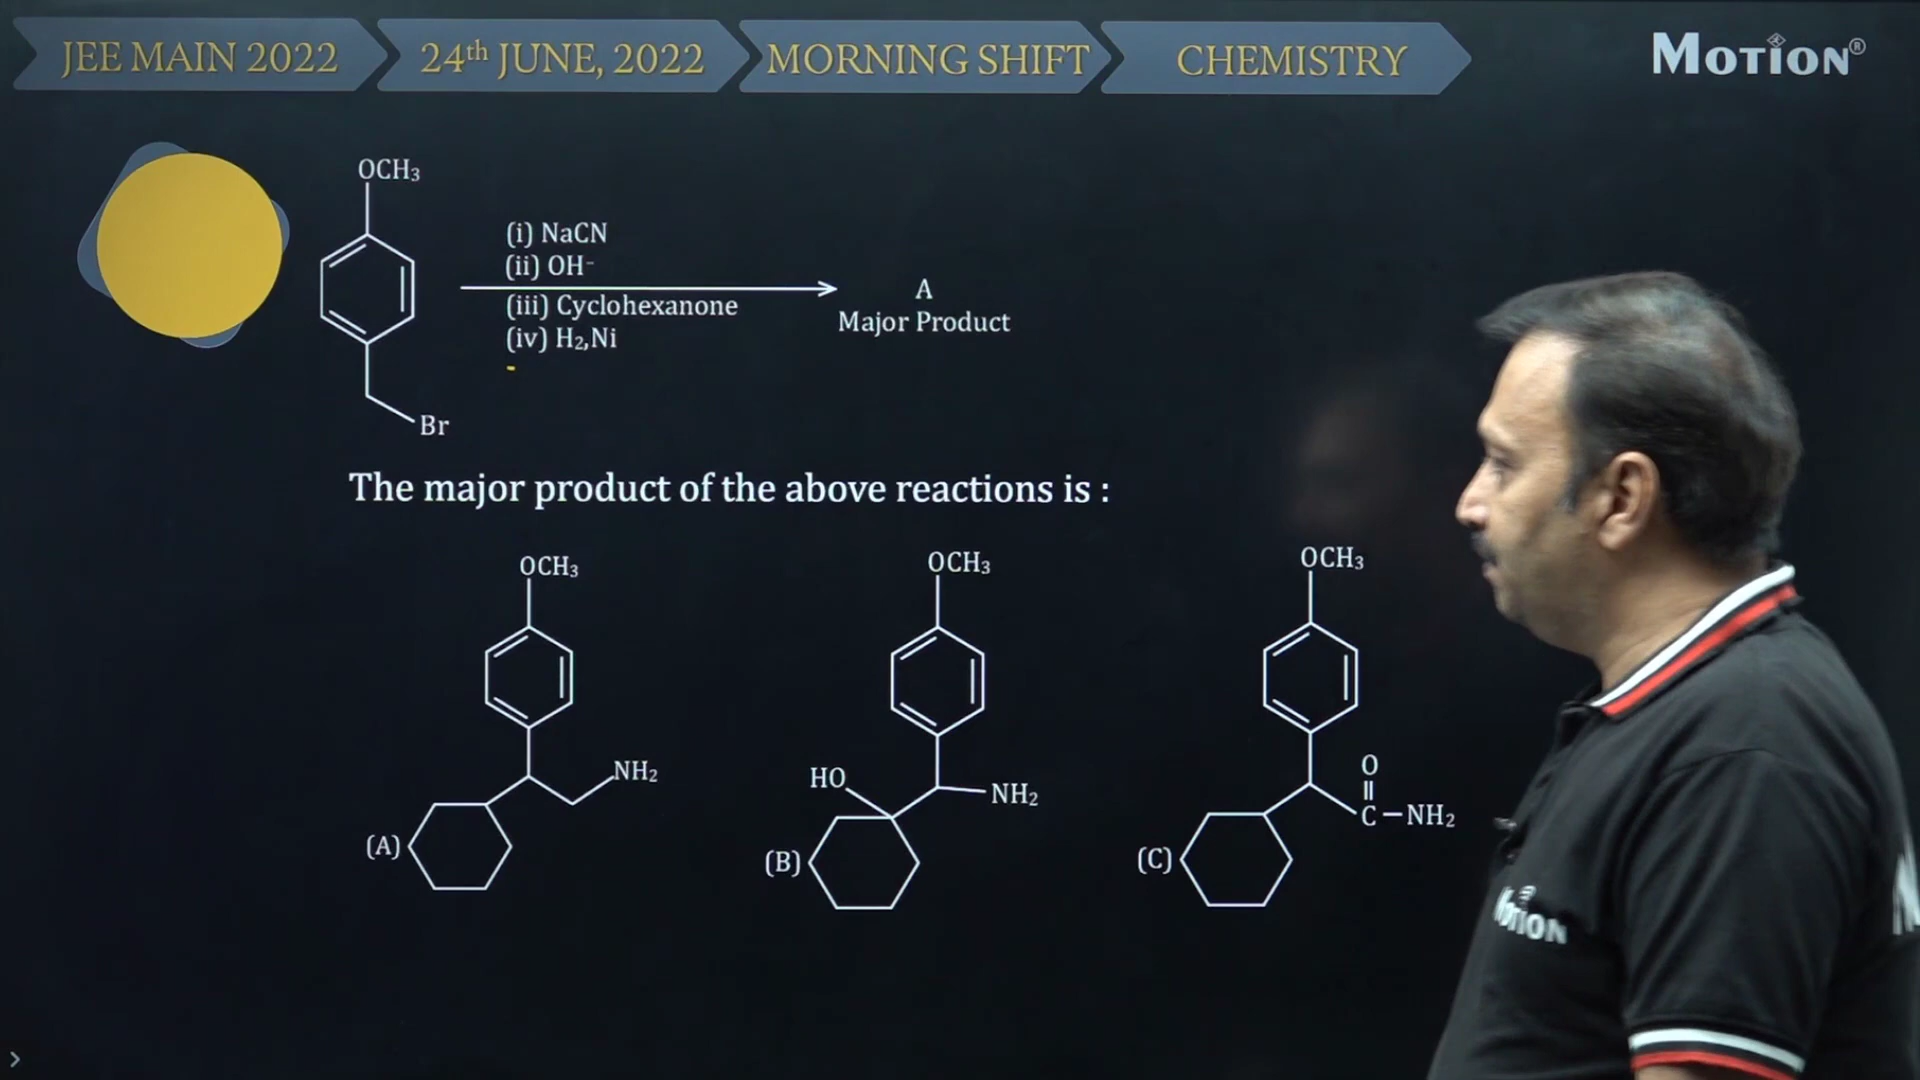 JEE MAIN 2022
24th JUNE, 2022
MORNING SHIFT
CHEMISTRY
MOTION®
OCH₃
(i) NaCN
(ii) OH⁻
(iii) Cyclohexanone
(iv) H₂,Ni
A
Major Product
Br
The major product of the above reactions is :
OCH₃
NH₂
(A)
OCH₃
HO
NH₂
(B)
OCH₃
O
C–NH₂
(C)
MOTION